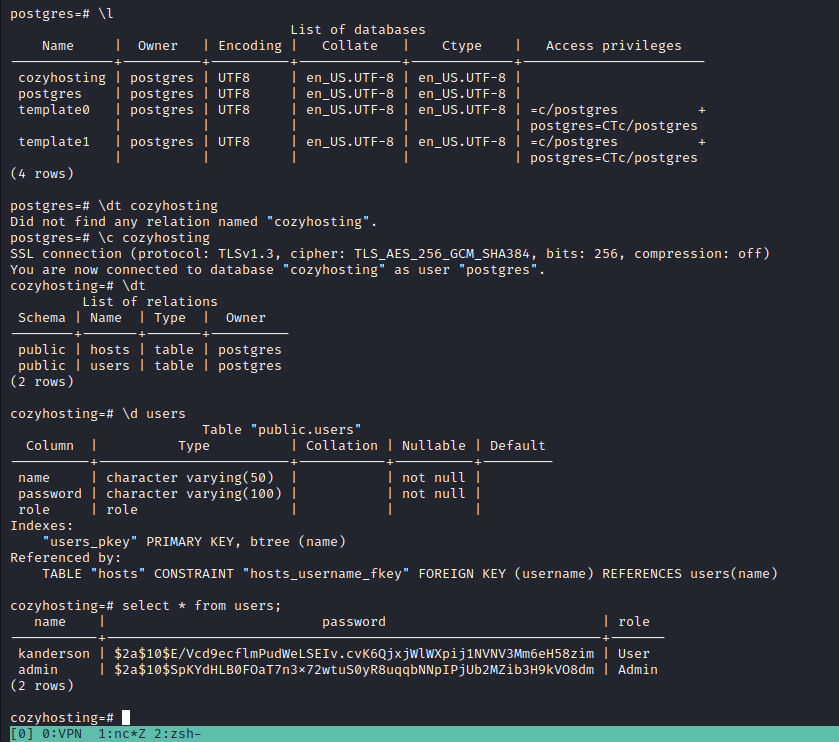 postgres=# \l
                                   List of databases
    Name     |  Owner   | Encoding |   Collate   |    Ctype    |   Access privileges
-------------+----------+----------+-------------+-------------+-----------------------
 cozyhosting | postgres | UTF8     | en_US.UTF-8 | en_US.UTF-8 |
 postgres    | postgres | UTF8     | en_US.UTF-8 | en_US.UTF-8 |
 template0   | postgres | UTF8     | en_US.UTF-8 | en_US.UTF-8 | =c/postgres          +
             |          |          |             |             | postgres=CTc/postgres
 template1   | postgres | UTF8     | en_US.UTF-8 | en_US.UTF-8 | =c/postgres          +
             |          |          |             |             | postgres=CTc/postgres
(4 rows)
postgres=# \dt cozyhosting
Did not find any relation named "cozyhosting".
postgres=# \c cozyhosting
SSL connection (protocol: TLSv1.3, cipher: TLS_AES_256_GCM_SHA384, bits: 256, compression: off)
You are now connected to database "cozyhosting" as user "postgres".
cozyhosting=# \dt
         List of relations
 Schema | Name  | Type  |  Owner
--------+-------+-------+----------
 public | hosts | table | postgres
 public | users | table | postgres
(2 rows)
cozyhosting=# \d users
                        Table "public.users"
  Column  |          Type          | Collation | Nullable | Default
----------+------------------------+-----------+----------+---------
 name     | character varying(50)  |           | not null |
 password | character varying(100) |           | not null |
 role     | role                   |           |          |
Indexes:
    "users_pkey" PRIMARY KEY, btree (name)
Referenced by:
    TABLE "hosts" CONSTRAINT "hosts_username_fkey" FOREIGN KEY (username) REFERENCES users(name)
cozyhosting=# select * from users;
   name    |                           password                           | role
-----------+--------------------------------------------------------------+-------
 kanderson | $2a$10$E/Vcd9ecflmPudWeLSEIv.cvK6QjxjWlWXpij1NVNV3Mm6eH58zim | User
 admin     | $2a$10$SpKYdHLB0FOaT7n3×72wtuS0yR8uqqbNNpIPjUb2MZib3H9kVO8dm | Admin
(2 rows)
cozyhosting=#
[0] 0:VPN  1:nc*Z 2:zsh-